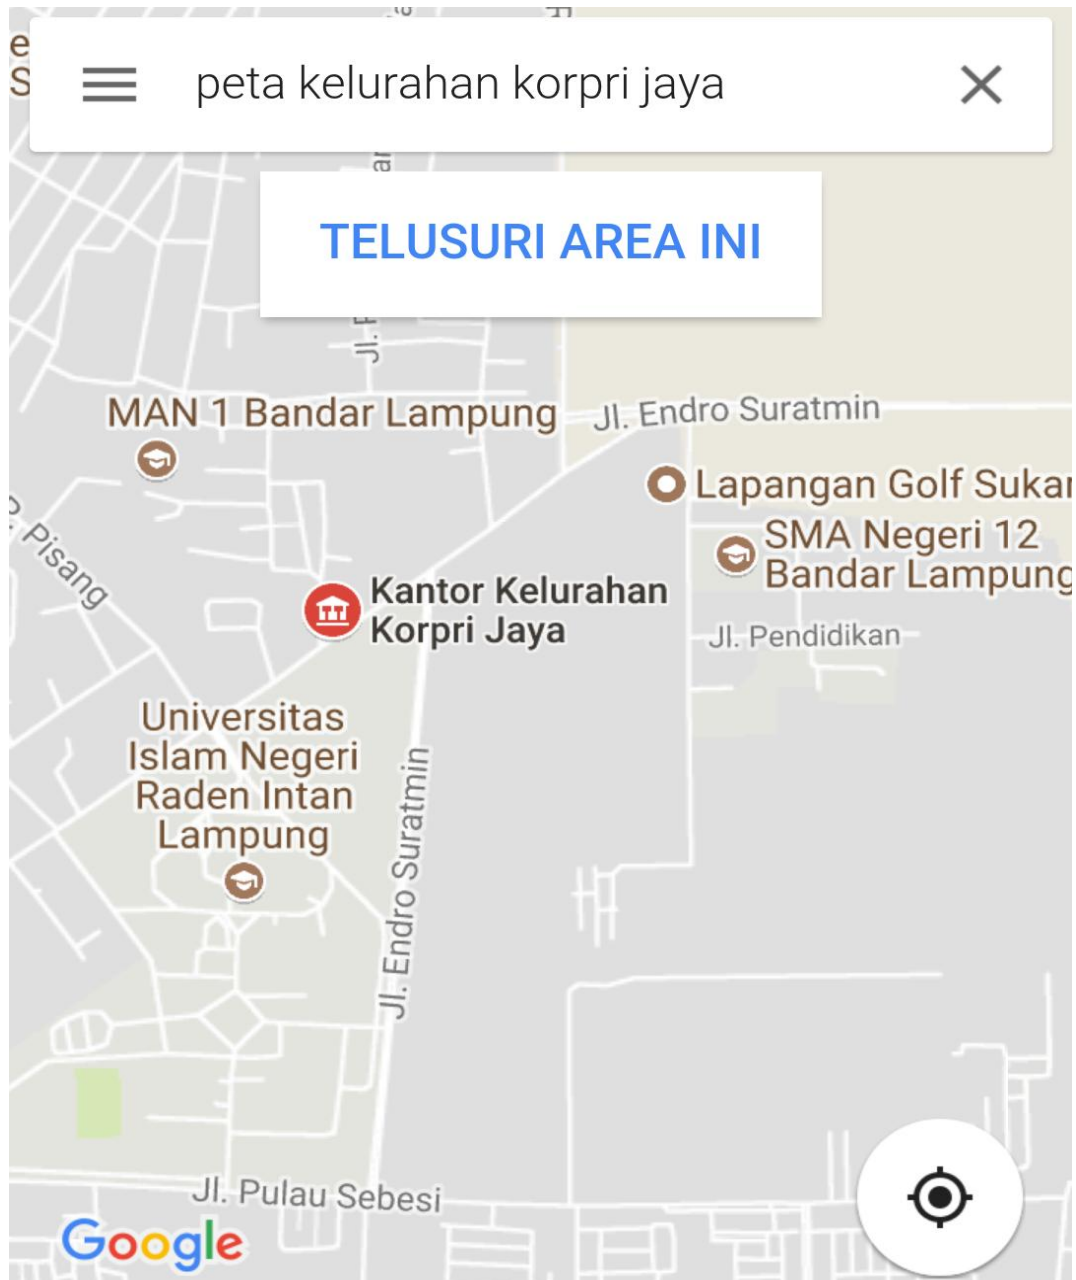 peta kelurahan korpri jaya
TELUSURI AREA INI
MAN 1 Bandar Lampung
Jl. Endro Suratmin
Lapangan Golf
SMA Negeri 12
Bandar Lampung
Pisang
Kantor Kelurahan
Korpri Jaya
Jl. Pendidikan
Universitas
Islam Negeri
Raden Intan
Lampung
Jl. Endro Suratmin
Jl. Pulau Sebesi
Google